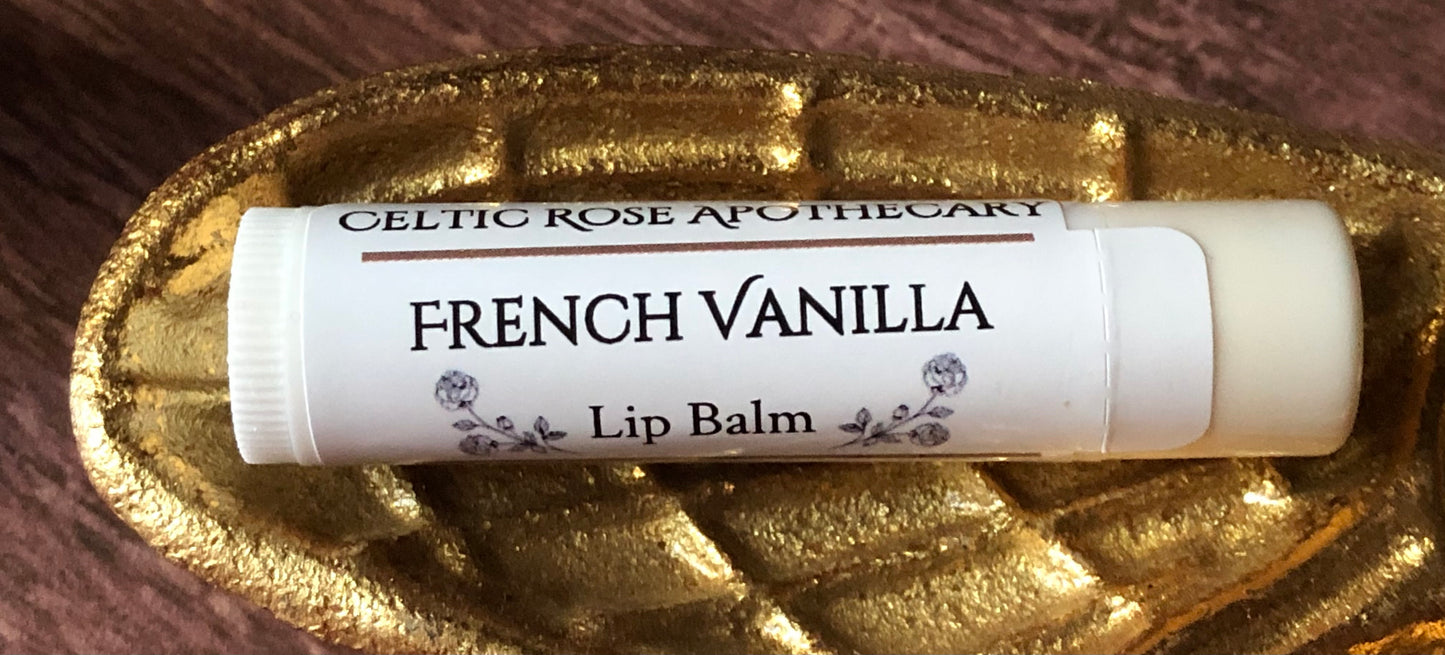 CELTIC ROSE APOTHECARY
FRENCH VANILLA
Lip Balm